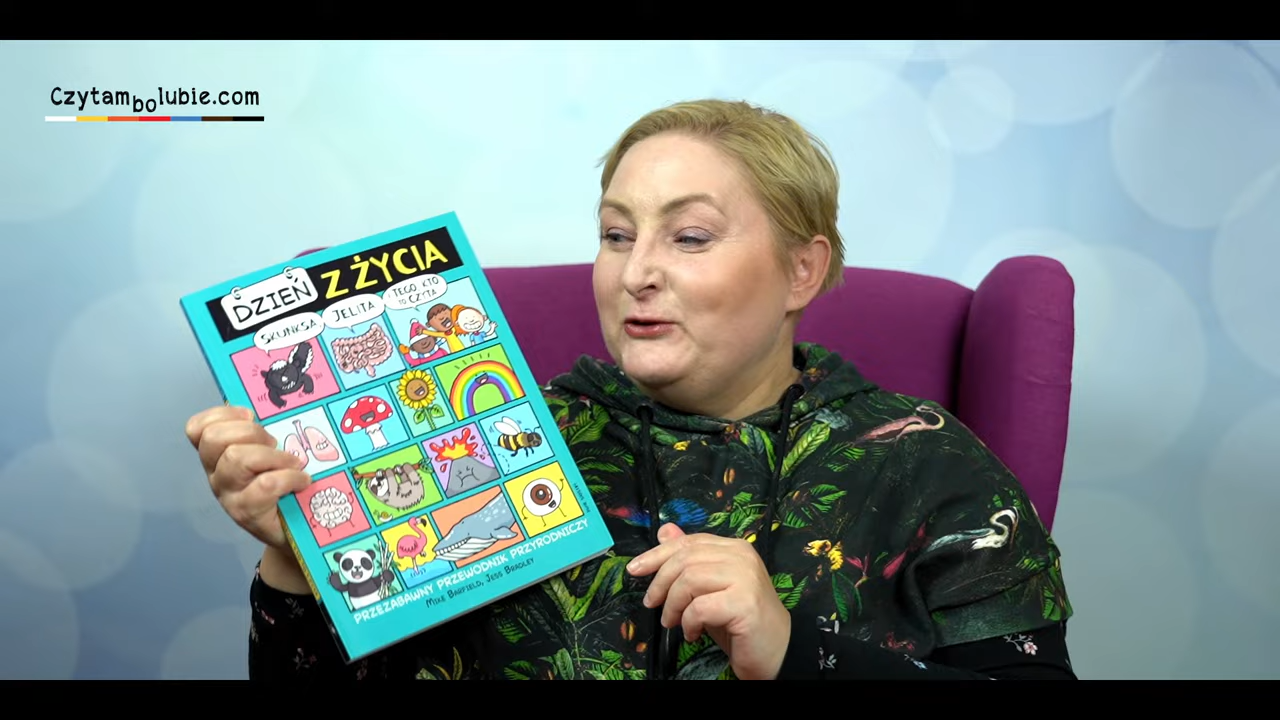 Czytambolubie.com
DZIEŃ Z ŻYCIA
SKUNKSA JELITA I TEGO, KTO
TO CZYTA
PRZEZABAWNY PRZEWODNIK PRZYRODNICZY
MIKE BARFIELD, JESS BRADLEY